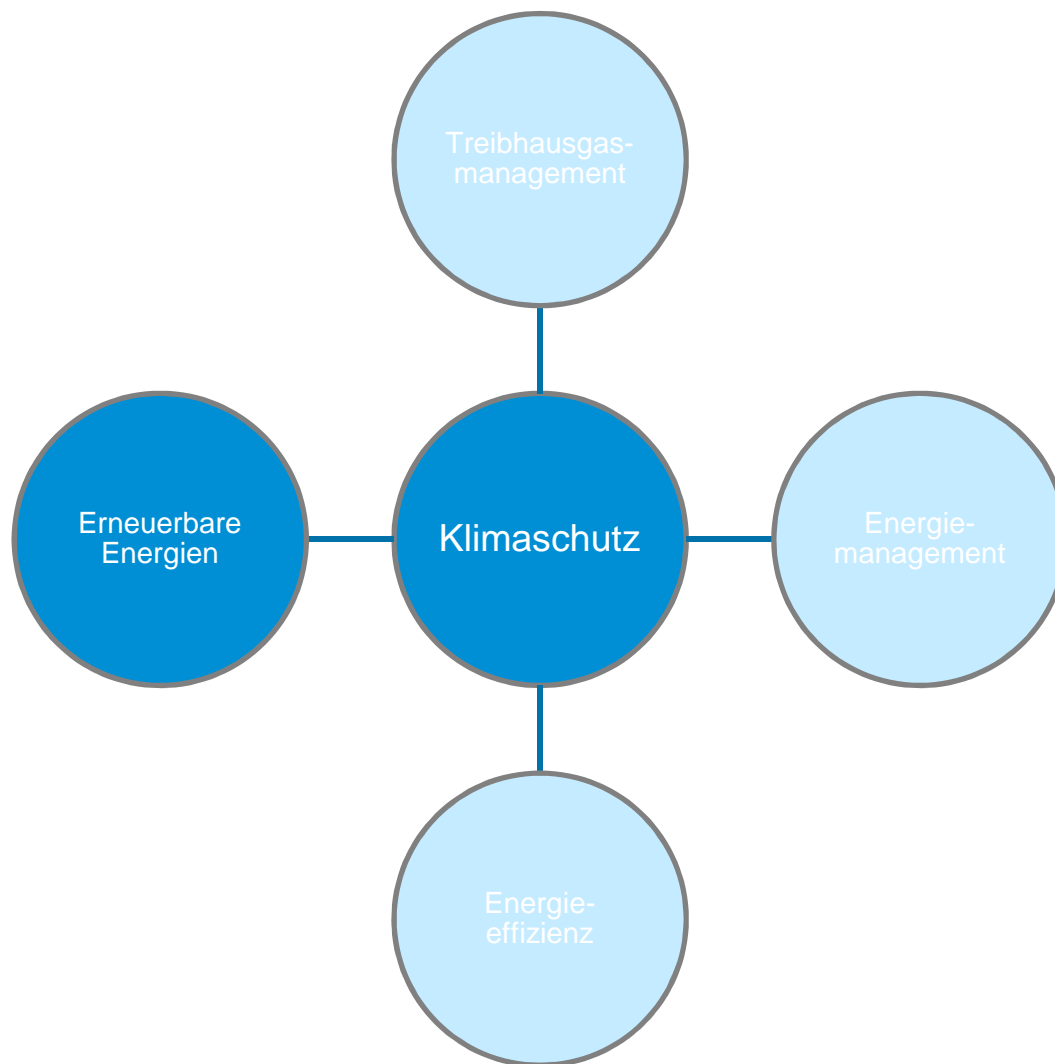 Treibhausgas-
management
Erneuerbare
Energien
Klimaschutz
Energie-
management
Energie-
effizienz